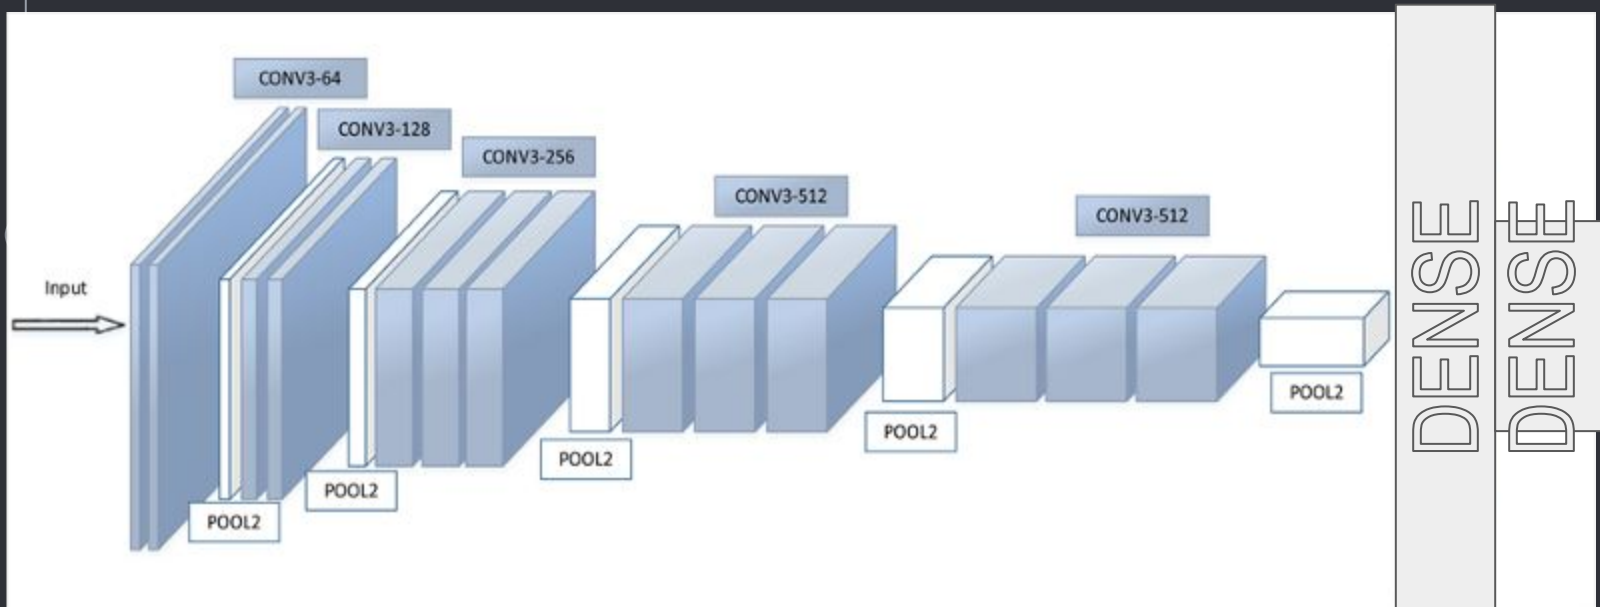 CONV3-64
CONV3-128
CONV3-256
CONV3-512
CONV3-512
Input
POOL2
POOL2
POOL2
POOL2
POOL2
DENSE
DENSE